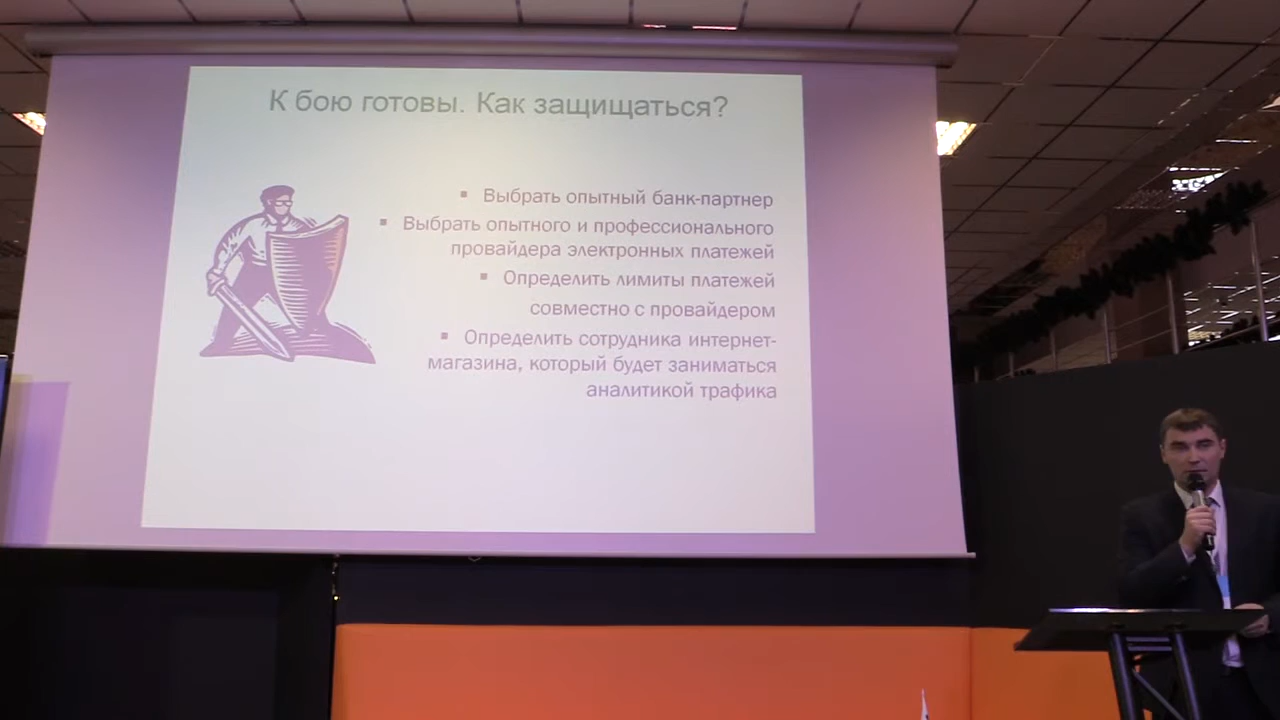 К бою готовы. Как защищаться?
▪ Выбрать опытный банк-партнер
▪ Выбрать опытного и профессионального
провайдера электронных платежей
▪ Определить лимиты платежей
совместно с провайдером
▪ Определить сотрудника интернет-
магазина, который будет заниматься
аналитикой трафика